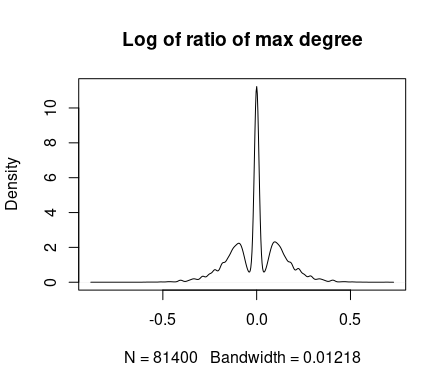 Log of ratio of max degree
Density
10
8
6
4
2
0
-0.5 0.0 0.5
N = 81400 Bandwidth = 0.01218